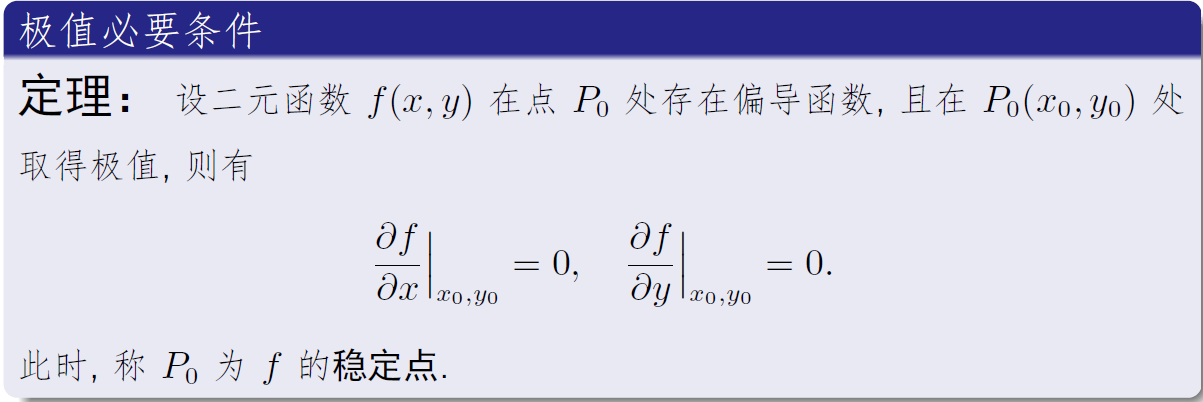 极值必要条件
定理： 设二元函数 f(x, y) 在点 P₀ 处存在偏导函数, 且在 P₀(x₀, y₀) 处
取得极值, 则有
∂f/∂x|ₓ₀,ᵧ₀ = 0, ∂f/∂y|ₓ₀,ᵧ₀ = 0.
此时, 称 P₀ 为 f 的稳定点.